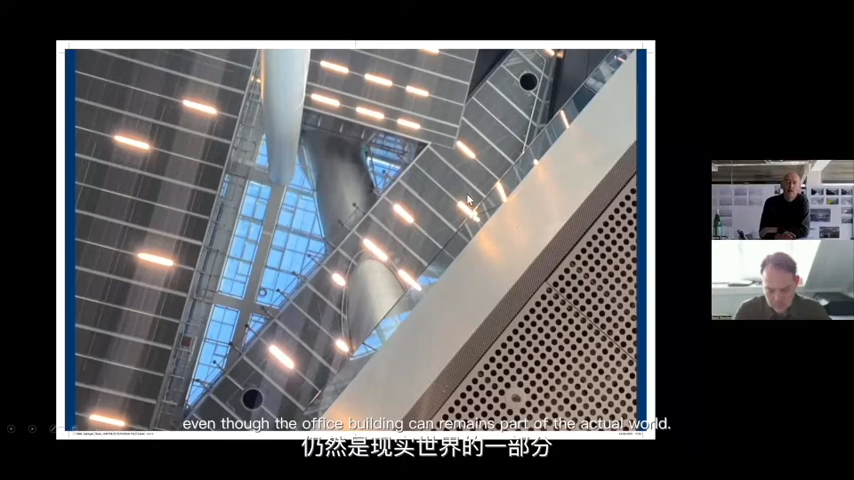 even though the office building can remains part of the actual world.
仍然是现实世界的一部分